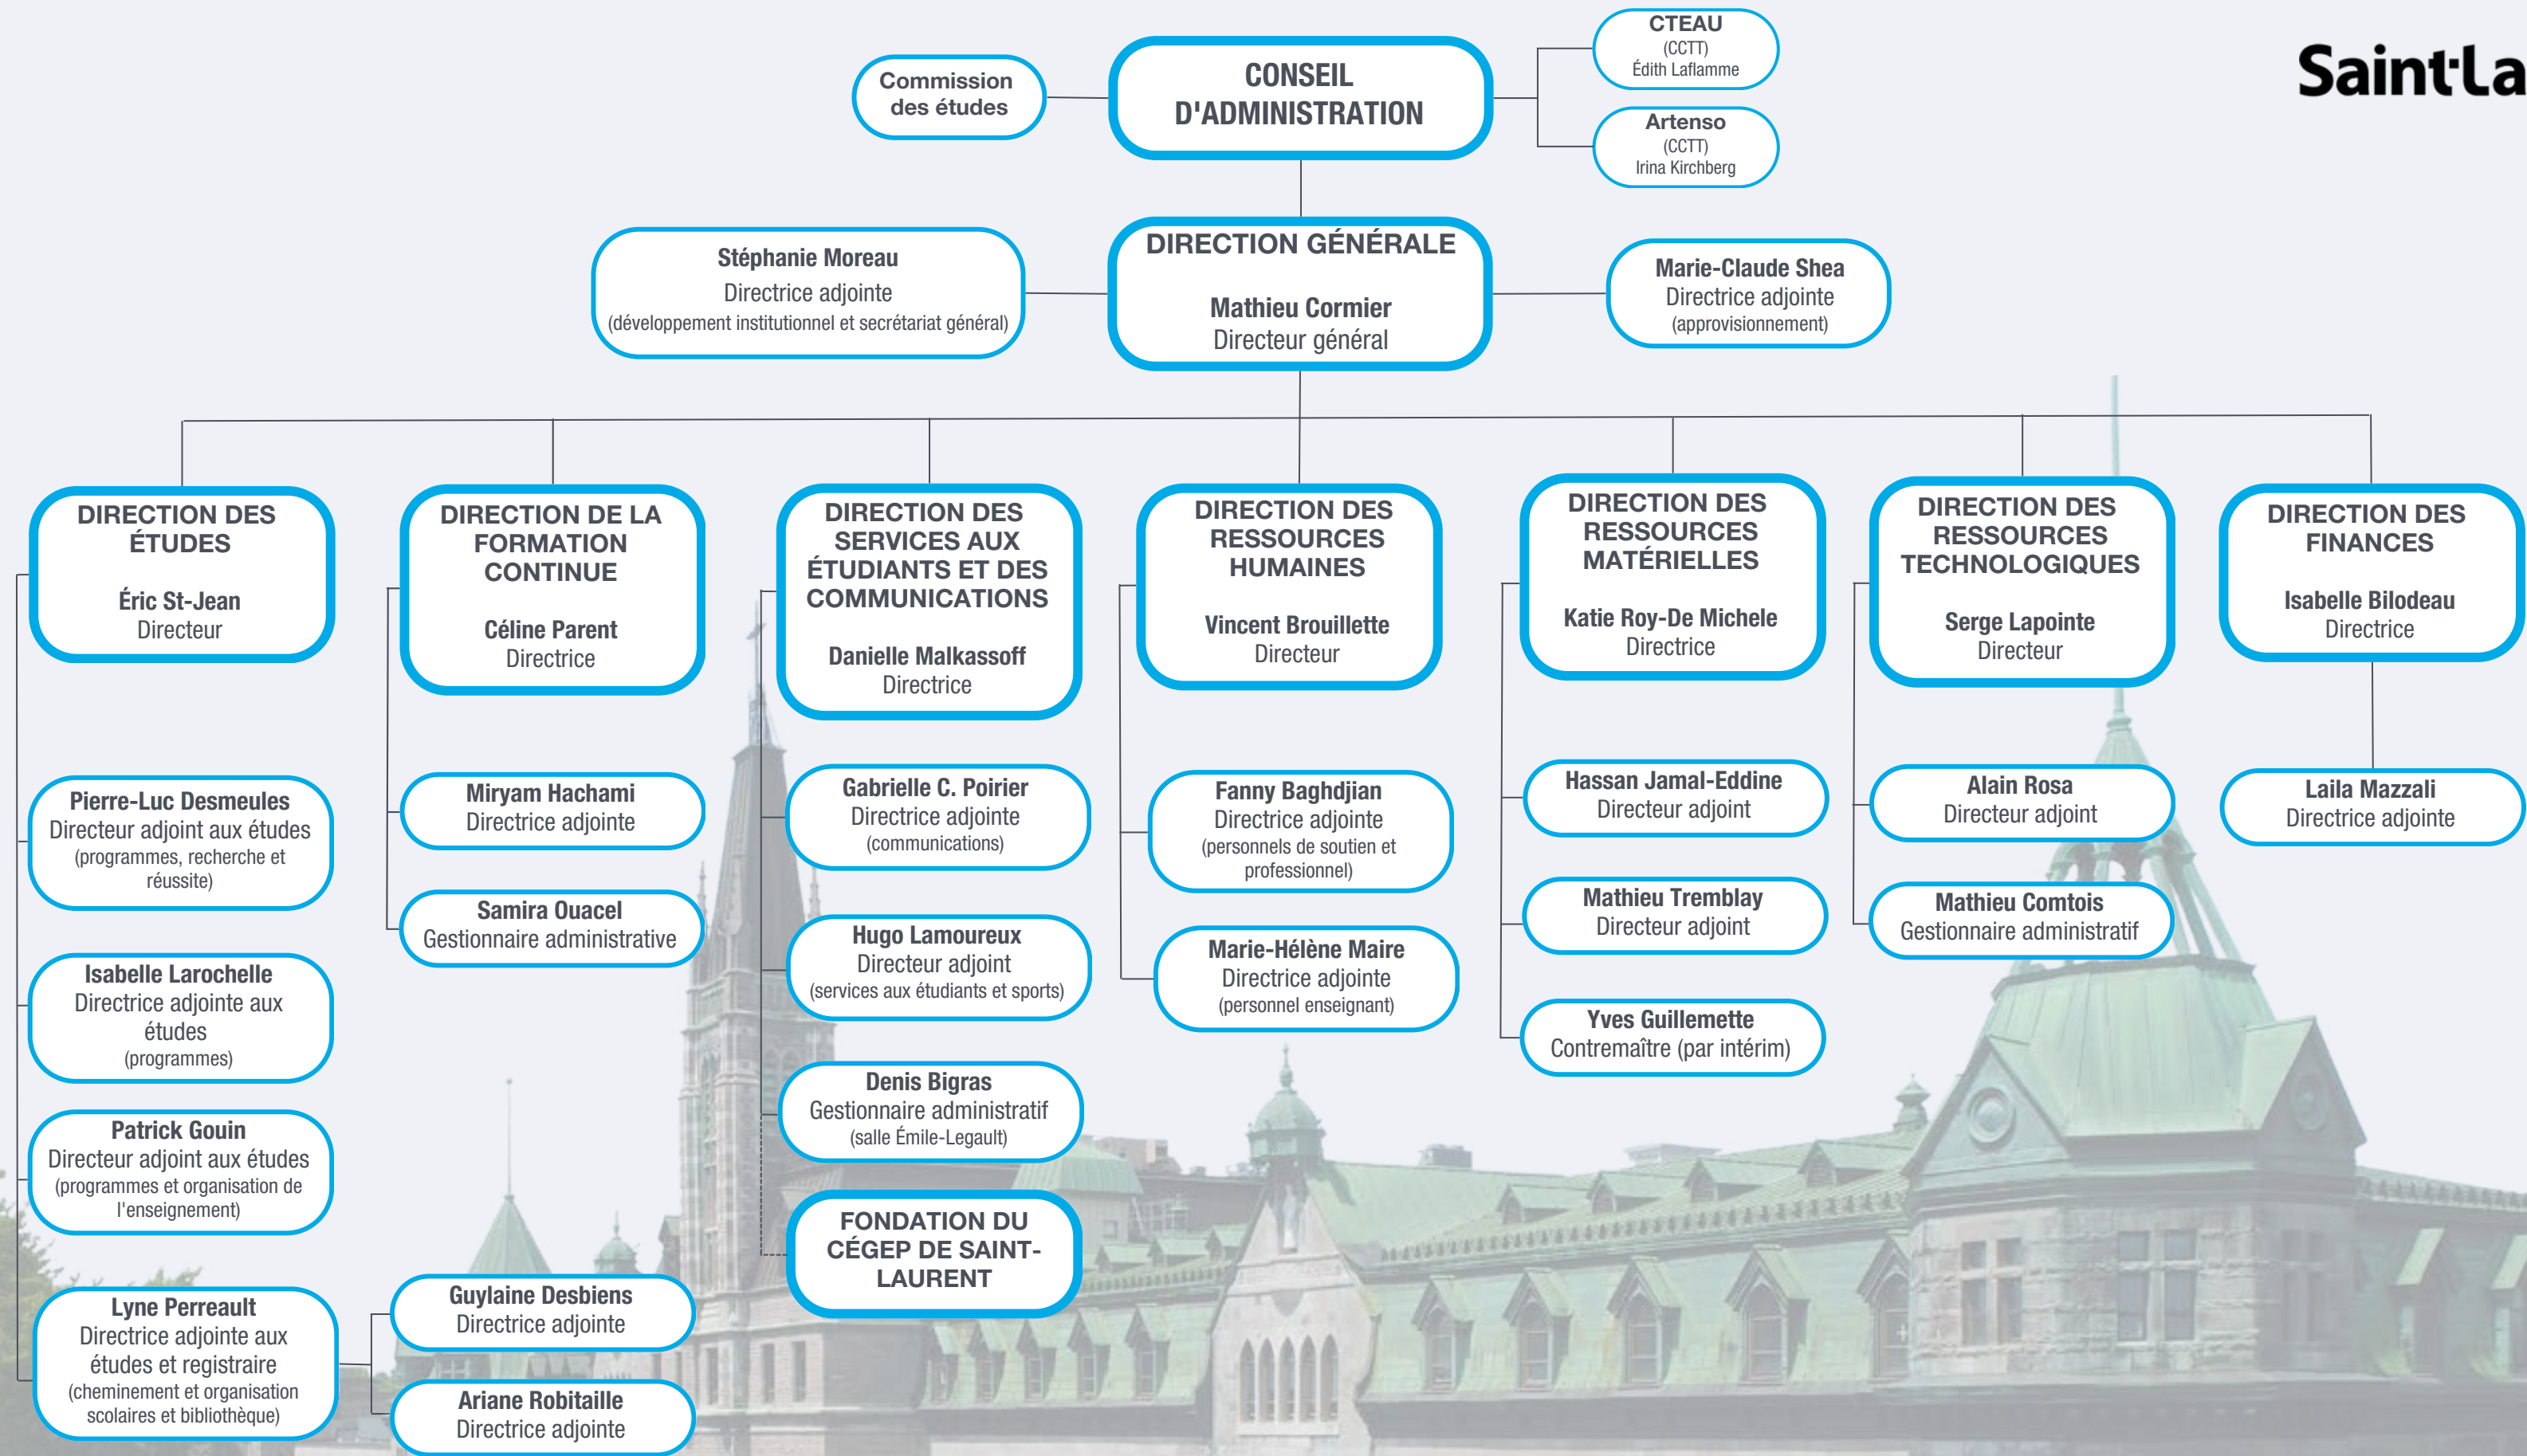 CTEAU
(CCTT)
Édith Laflamme
Saint·La
Commission
des études
CONSEIL
D'ADMINISTRATION
Artenso
(CCTT)
Irina Kirchberg
Stéphanie Moreau
Directrice adjointe
(développement institutionnel et secrétariat général)
DIRECTION GÉNÉRALE
Mathieu Cormier
Directeur général
Marie-Claude Shea
Directrice adjointe
(approvisionnement)
DIRECTION DES
ÉTUDES
Éric St-Jean
Directeur
Pierre-Luc Desmeules
Directeur adjoint aux études
(programmes, recherche et
réussite)
Isabelle Larochelle
Directrice adjointe aux
études
(programmes)
Patrick Gouin
Directeur adjoint aux études
(programmes et organisation de
l'enseignement)
Lyne Perreault
Directrice adjointe aux
études et registraire
(cheminement et organisation
scolaires et bibliothèque)
Guylaine Desbiens
Directrice adjointe
Ariane Robitaille
Directrice adjointe
DIRECTION DE LA
FORMATION
CONTINUE
Céline Parent
Directrice
Miryam Hachami
Directrice adjointe
Samira Ouacel
Gestionnaire administrative
DIRECTION DES
SERVICES AUX
ÉTUDIANTS ET DES
COMMUNICATIONS
Danielle Malkassoff
Directrice
Gabrielle C. Poirier
Directrice adjointe
(communications)
Hugo Lamoureux
Directeur adjoint
(services aux étudiants et sports)
Denis Bigras
Gestionnaire administratif
(salle Émile-Legault)
FONDATION DU
CÉGEP DE SAINT-
LAURENT
DIRECTION DES
RESSOURCES
HUMAINES
Vincent Brouillette
Directeur
Fanny Baghdjian
Directrice adjointe
(personnels de soutien et
professionnel)
Marie-Hélène Maire
Directrice adjointe
(personnel enseignant)
DIRECTION DES
RESSOURCES
MATÉRIELLES
Katie Roy-De Michele
Directrice
Hassan Jamal-Eddine
Directeur adjoint
Mathieu Tremblay
Directeur adjoint
Yves Guillemette
Contremaître (par intérim)
DIRECTION DES
RESSOURCES
TECHNOLOGIQUES
Serge Lapointe
Directeur
Alain Rosa
Directeur adjoint
Mathieu Comtois
Gestionnaire administratif
DIRECTION DES
FINANCES
Isabelle Bilodeau
Directrice
Laila Mazzali
Directrice adjointe